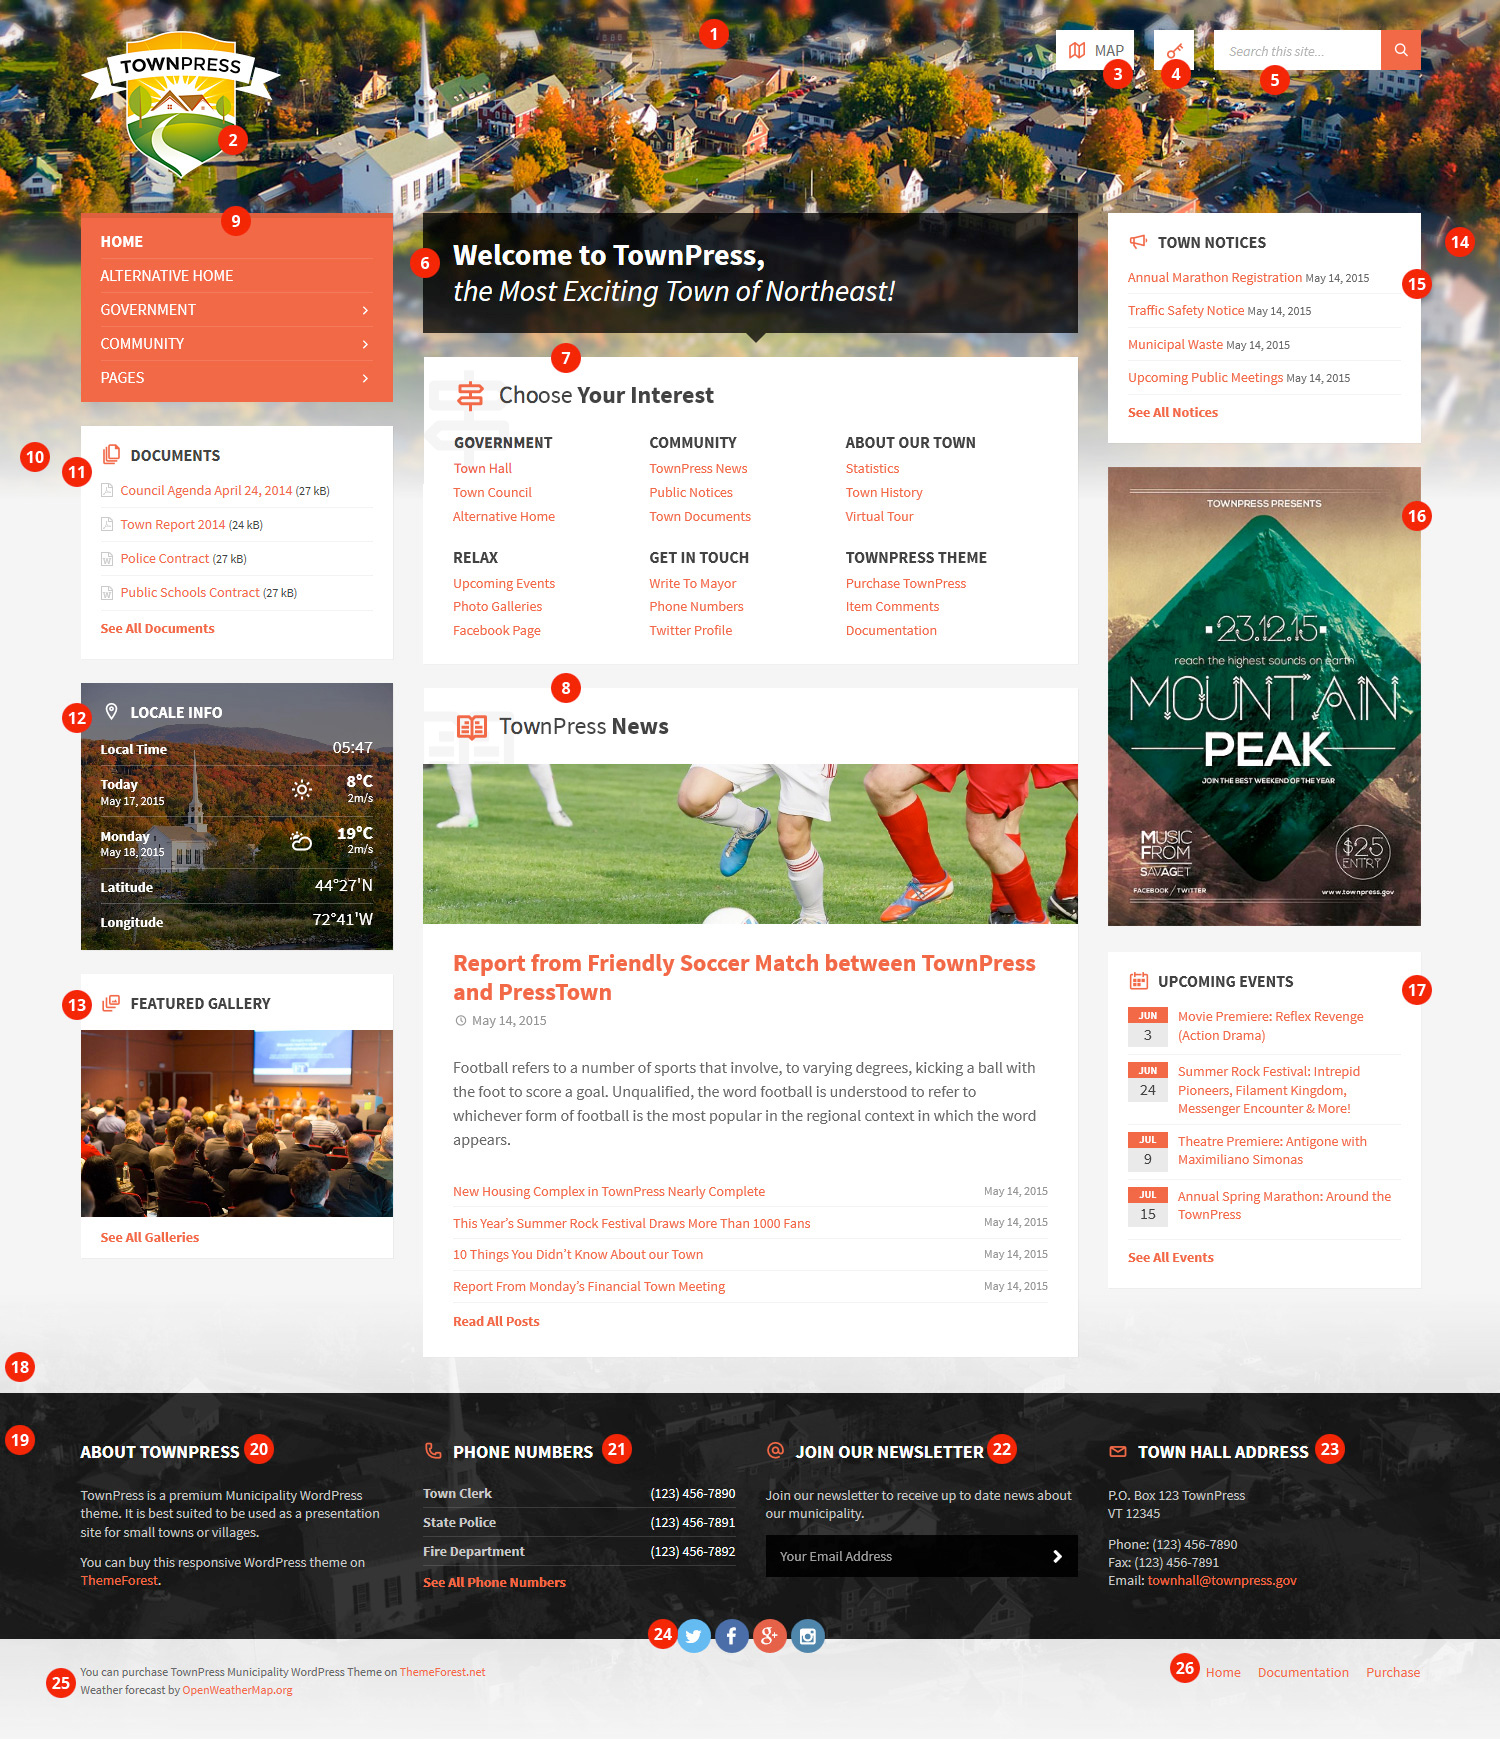 1
TOWNPRESS
2
MAP
3
4
Search this site...
5
9
HOME
ALTERNATIVE HOME
GOVERNMENT
COMMUNITY
PAGES
10
11
DOCUMENTS
Council Agenda April 24, 2014 (27 kB)
Town Report 2014 (24 kB)
Police Contract (27 kB)
Public Schools Contract (27 kB)
See All Documents
12
LOCALE INFO
Local Time 05:47
Today 8°C
May 17, 2015 2m/s
Monday 19°C
May 18, 2015 2m/s
Latitude 44°27'N
Longitude 72°41'W
13
FEATURED GALLERY
See All Galleries
6
Welcome to TownPress,
the Most Exciting Town of Northeast!
7
Choose Your Interest
GOVERNMENT
Town Hall
Town Council
Alternative Home
COMMUNITY
TownPress News
Public Notices
Town Documents
ABOUT OUR TOWN
Statistics
Town History
Virtual Tour
RELAX
Upcoming Events
Photo Galleries
Facebook Page
GET IN TOUCH
Write To Mayor
Phone Numbers
Twitter Profile
TOWNPRESS THEME
Purchase TownPress
Item Comments
Documentation
8
TownPress News
Report from Friendly Soccer Match between TownPress
and PressTown
May 14, 2015
Football refers to a number of sports that involve, to varying degrees, kicking a ball with
the foot to score a goal. Unqualified, the word football is understood to refer to
whichever form of football is the most popular in the regional context in which the word
appears.
New Housing Complex in TownPress Nearly Complete May 14, 2015
This Year's Summer Rock Festival Draws More Than 1000 Fans May 14, 2015
10 Things You Didn't Know About our Town May 14, 2015
Report From Monday's Financial Town Meeting May 14, 2015
Read All Posts
14
TOWN NOTICES
15
Annual Marathon Registration May 14, 2015
Traffic Safety Notice May 14, 2015
Municipal Waste May 14, 2015
Upcoming Public Meetings May 14, 2015
See All Notices
16
TOWNPRESS PRESENTS
23.12.15
reach the highest sounds on earth
MOUNTAIN
PEAK
JOIN THE BEST WEEKEND OF THE YEAR
MUSIC
FROM
SAVAGET
FACEBOOK / TWITTER
$25
ENTRY
www.townpress.gov
17
UPCOMING EVENTS
JUN
3
Movie Premiere: Reflex Revenge
(Action Drama)
JUN
24
Summer Rock Festival: Intrepid
Pioneers, Filament Kingdom,
Messenger Encounter & More!
JUL
9
Theatre Premiere: Antigone with
Maximiliano Simonas
JUL
15
Annual Spring Marathon: Around the
TownPress
See All Events
18
19
ABOUT TOWNPRESS 20
TownPress is a premium Municipality WordPress
theme. It is best suited to be used as a presentation
site for small towns or villages.
You can buy this responsive WordPress theme on
ThemeForest.
PHONE NUMBERS 21
Town Clerk (123) 456-7890
State Police (123) 456-7891
Fire Department (123) 456-7892
See All Phone Numbers
JOIN OUR NEWSLETTER 22
Join our newsletter to receive up to date news about
our municipality.
Your Email Address
TOWN HALL ADDRESS 23
P.O. Box 123 TownPress
VT 12345
Phone: (123) 456-7890
Fax: (123) 456-7891
Email: townhall@townpress.gov
24
25
You can purchase TownPress Municipality WordPress Theme on ThemeForest.net
Weather forecast by OpenWeatherMap.org
26
Home Documentation Purchase